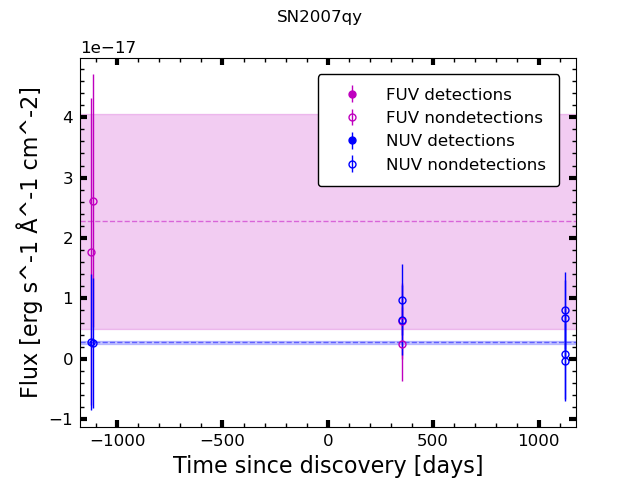 SN2007qy
1e−17
4
3
2
1
0
−1
Flux [erg s^-1 Å^-1 cm^-2]
FUV detections
FUV nondetections
NUV detections
NUV nondetections
−1000 −500 0 500 1000
Time since discovery [days]